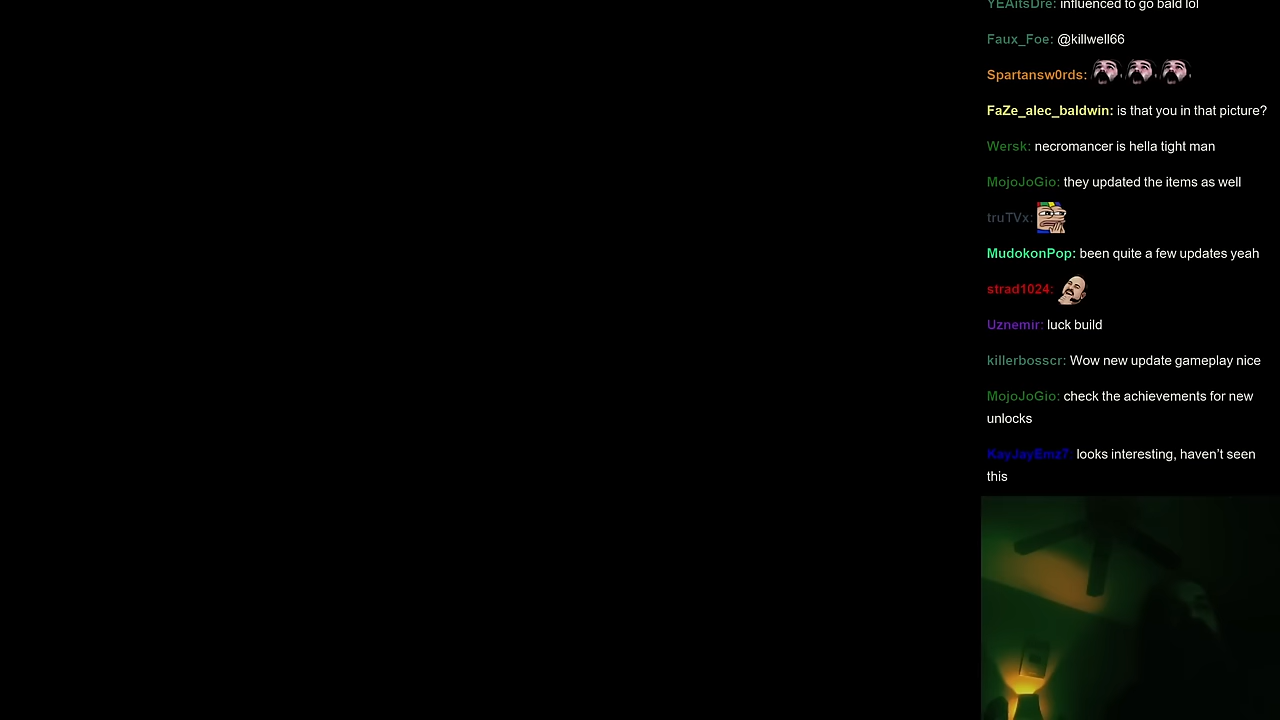 YEAitsDre: influenced to go bald lol
Faux_Foe: @killwell66
Spartansw0rds:
FaZe_alec_baldwin: is that you in that picture?
Wersk: necromancer is hella tight man
MojoJoGio: they updated the items as well
truTVx:
MudokonPop: been quite a few updates yeah
strad1024:
Uznemir: luck build
killerbosscr: Wow new update gameplay nice
MojoJoGio: check the achievements for new
unlocks
KayJayEmz7: looks interesting, haven't seen
this